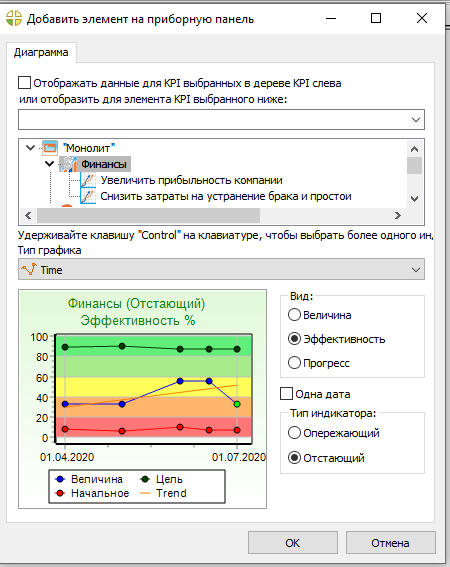 Добавить элемент на приборную панель
Диаграмма
Отображать данные для KPI выбранных в дереве KPI слева
или отобразить для элемента KPI выбранного ниже:
"Монолит"
Финансы
Увеличить прибыльность компании
Снизить затраты на устранение брака и простои
Удерживайте клавишу "Control" на клавиатуре, чтобы выбрать более одного ин,
Тип графика
Time
Финансы (Отстающий)
Эффективность %
100
80
60
40
20
0
01.04.2020 01.07.2020
Величина Цель
Начальное Trend
Вид:
Величина
Эффективность
Прогресс
Одна дата
Тип индикатора:
Опережающий
Отстающий
OK Отмена